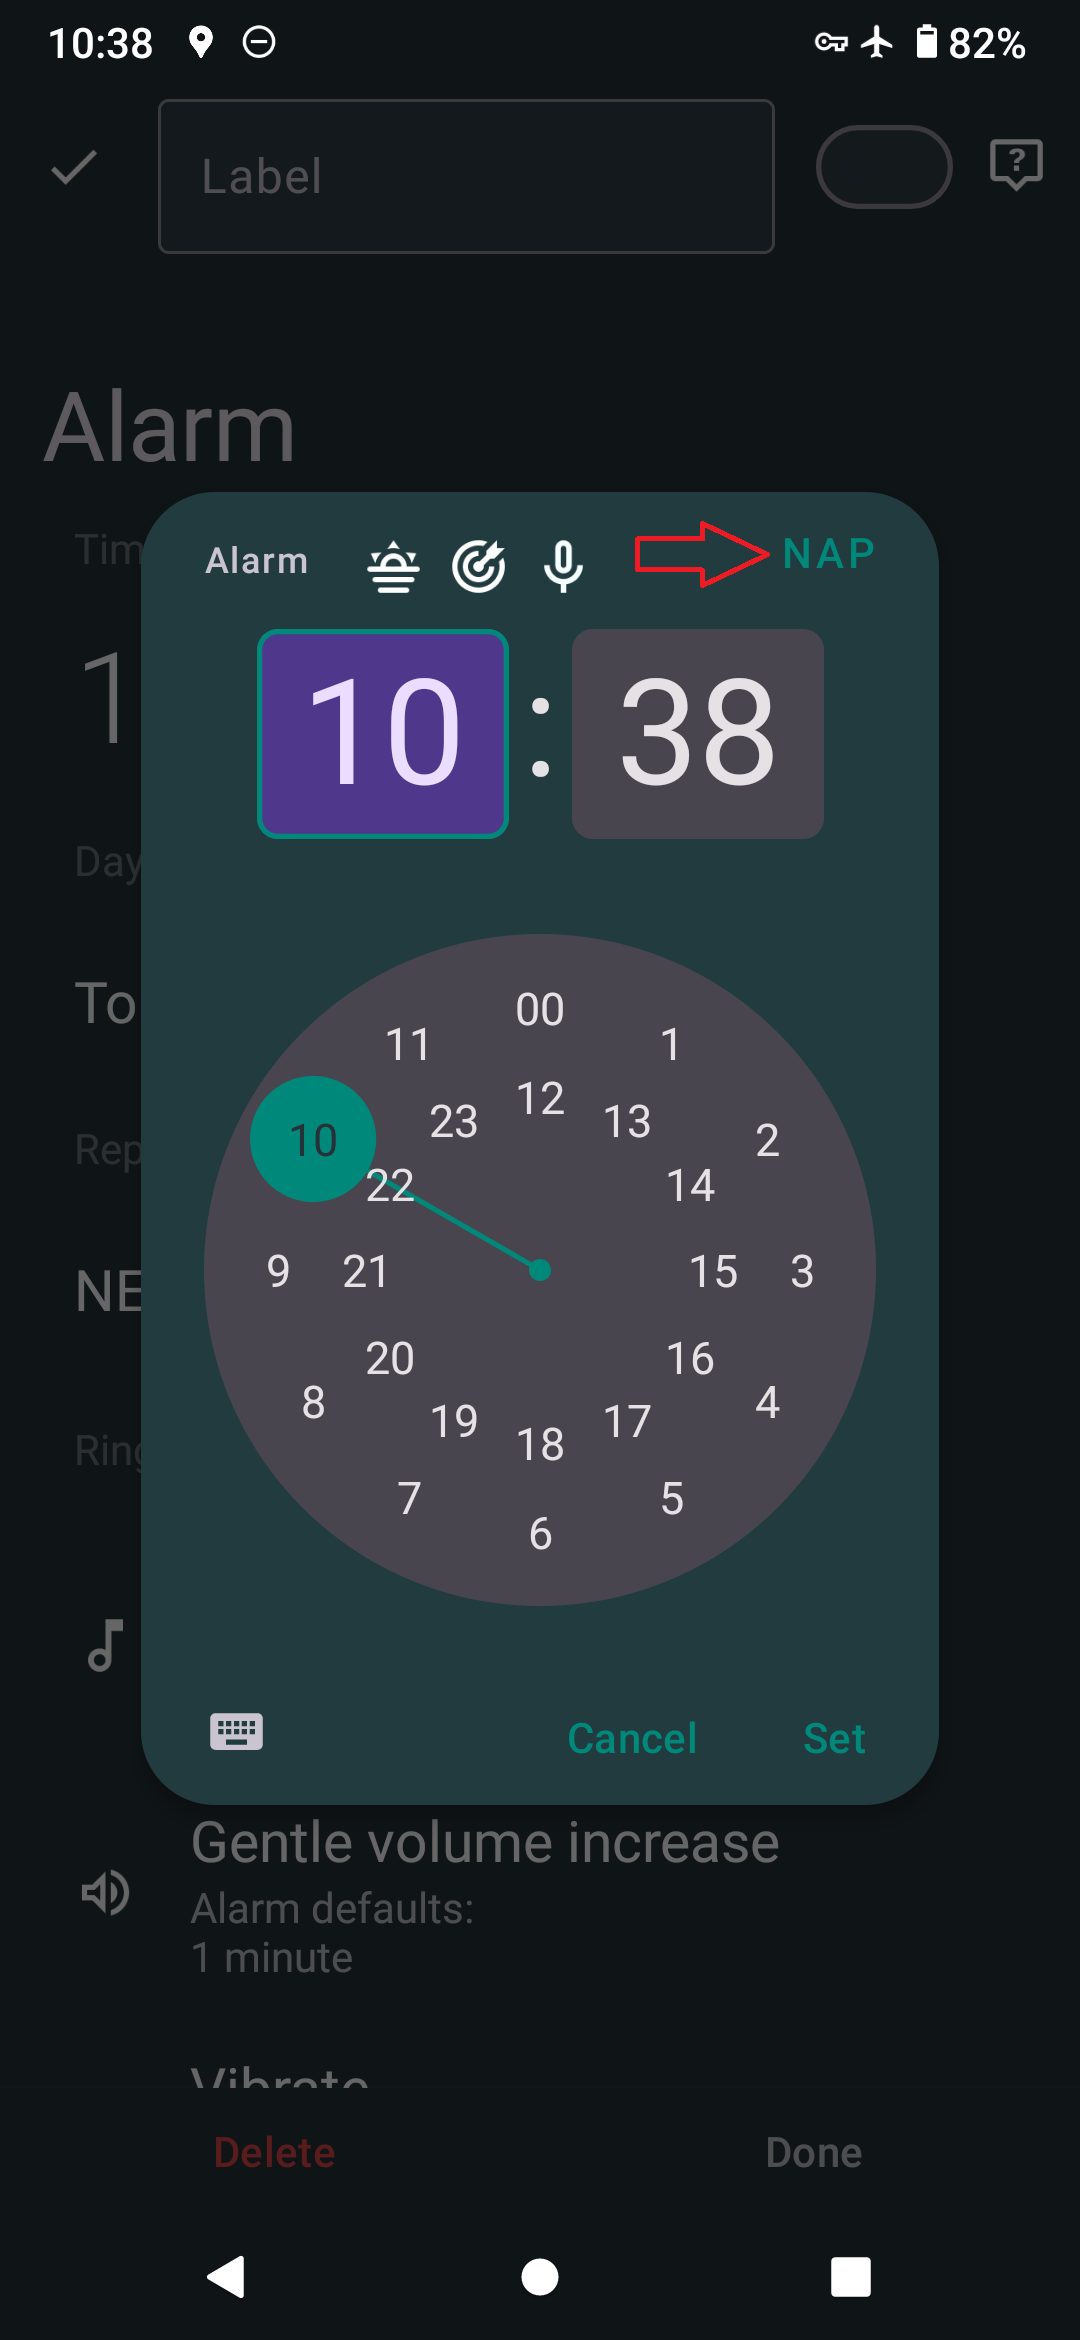 10:38
82%
Label
?
Alarm
Tim
Alarm
NAP
1
10:38
Day
To
00
11
1
12
23
13
10
2
22
14
9
21
15
3
20
16
8
4
19
17
18
7
5
6
Rep
NE
Ring
Cancel
Set
Gentle volume increase
Alarm defaults:
1 minute
Vibrate
Delete
Done